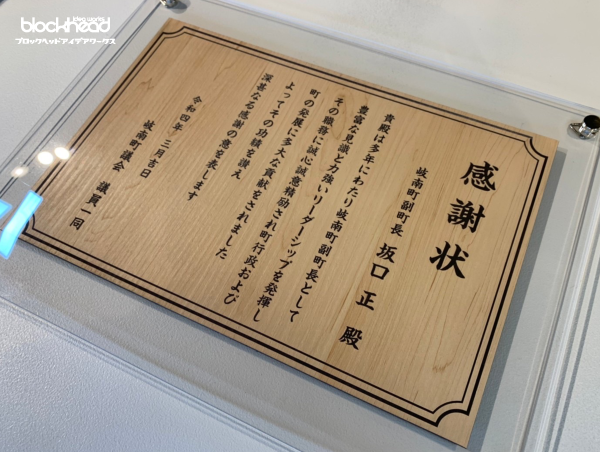 idea works
blockhead
ブロックヘッドアイデアワークス
感謝状
岐南町副町長 坂口 正 殿
貴殿は多年にわたり岐南町副町長として
豊富な見識と力強いリーダーシップを発揮し
その職務に誠心誠意精励され町行政および
町の発展に多大な貢献をされました
よってその功績を讃え
深甚なる感謝の意を表します
令和四年 三月吉日
岐南町議会 議員一同